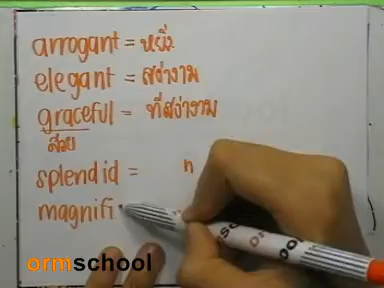 arrogant = หยิ่ง
elegant = สง่างาม
graceful = ที่สง่างาม
สวย
splendid =
magnifi
ormschool